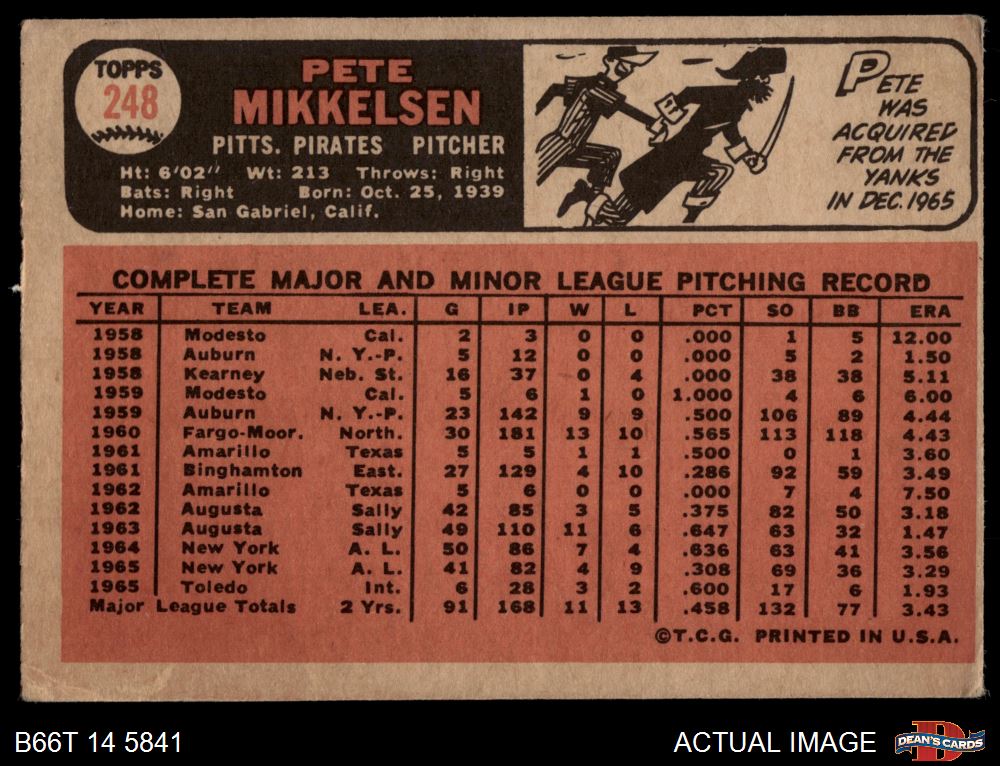 TOPPS
248
PETE
MIKKELSEN
PITTS. PIRATES PITCHER
Ht: 6'02" Wt: 213 Throws: Right
Bats: Right Born: Oct. 25, 1939
Home: San Gabriel, Calif.
PETE
WAS
ACQUIRED
FROM THE
YANKS
IN DEC. 1965
COMPLETE MAJOR AND MINOR LEAGUE PITCHING RECORD
YEAR TEAM LEA. G IP W L PCT SO BB ERA
1958 Modesto Cal. 2 3 0 0 .000 1 5 12.00
1958 Auburn N. Y.-P. 5 12 0 0 .000 5 2 1.50
1958 Kearney Neb. St. 16 37 0 4 .000 38 38 5.11
1959 Modesto Cal. 5 6 1 0 1.000 4 6 6.00
1959 Auburn N. Y.-P. 23 142 9 9 .500 106 89 4.44
1960 Fargo-Moor. North. 30 181 13 10 .565 113 118 4.43
1961 Amarillo Texas 5 5 1 1 .500 0 1 3.60
1961 Binghamton East. 27 129 4 10 .286 92 59 3.49
1962 Amarillo Texas 5 6 0 0 .000 7 4 7.50
1962 Augusta Sally 42 85 3 5 .375 82 50 3.18
1963 Augusta Sally 49 110 11 6 .647 63 32 1.47
1964 New York A. L. 50 86 7 4 .636 63 41 3.56
1965 New York A. L. 41 82 4 9 .308 69 36 3.29
1965 Toledo Int. 6 28 3 2 .600 17 6 1.93
Major League Totals 2 Yrs. 91 168 11 13 .458 132 77 3.43
©T.C.G. PRINTED IN U.S.A.
B66T 14 5841
ACTUAL IMAGE
DEAN'S CARDS